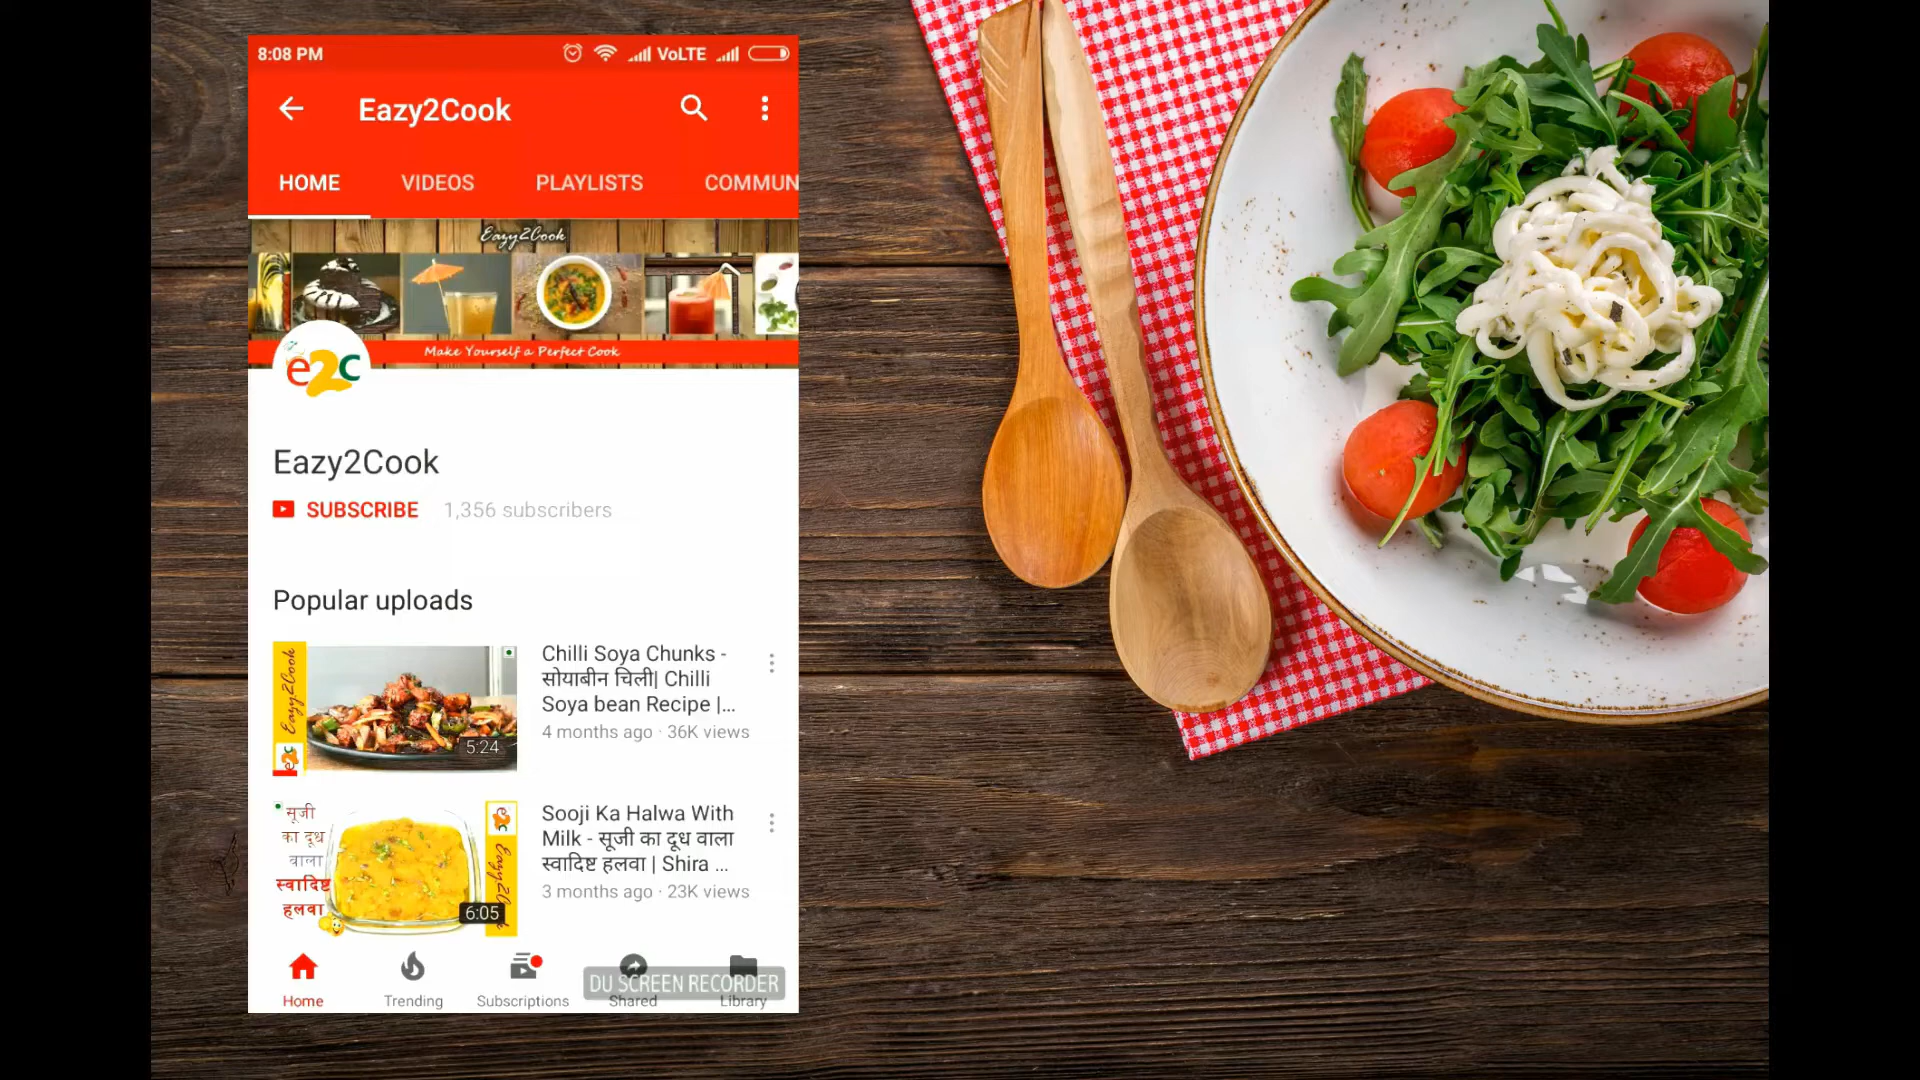 8:08 PM
VoLTE
Eazy2Cook
HOME VIDEOS PLAYLISTS COMMUN
Eazy2Cook
Make Yourself a Perfect Cook
e2c
Eazy2Cook
SUBSCRIBE 1,356 subscribers
Popular uploads
Eazy2Cook
e2c
5:24
Chilli Soya Chunks -
सोयाबीन चिली| Chilli
Soya bean Recipe |...
4 months ago · 36K views
सूजी
का दूध
वाला
स्वादिष्ट
हलवा
e2c
6:05
Sooji Ka Halwa With
Milk - सूजी का दूध वाला
स्वादिष्ट हलवा | Shira ...
3 months ago · 23K views
DU SCREEN RECORDER
Home Trending Subscriptions Shared Library